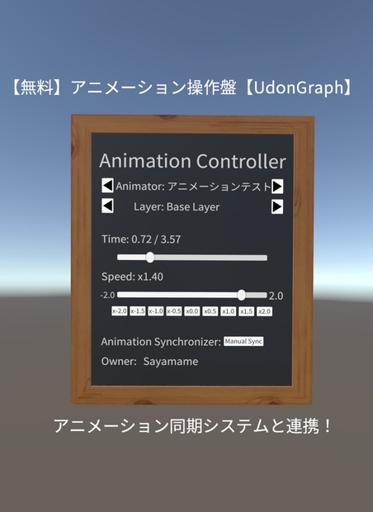 【無料】アニメーション操作盤【UdonGraph】
Animation Controller
Animator: アニメーションテスト
Layer: Base Layer
Time: 0.72 / 3.57
Speed: x1.40
-2.0 2.0
x-2.0 x-1.5 x-1.0 x-0.5 x0.0 x0.5 x1.0 x1.5 x2.0
Animation Synchronizer: Manual Sync
Owner: Sayamame
アニメーション同期システムと連携！